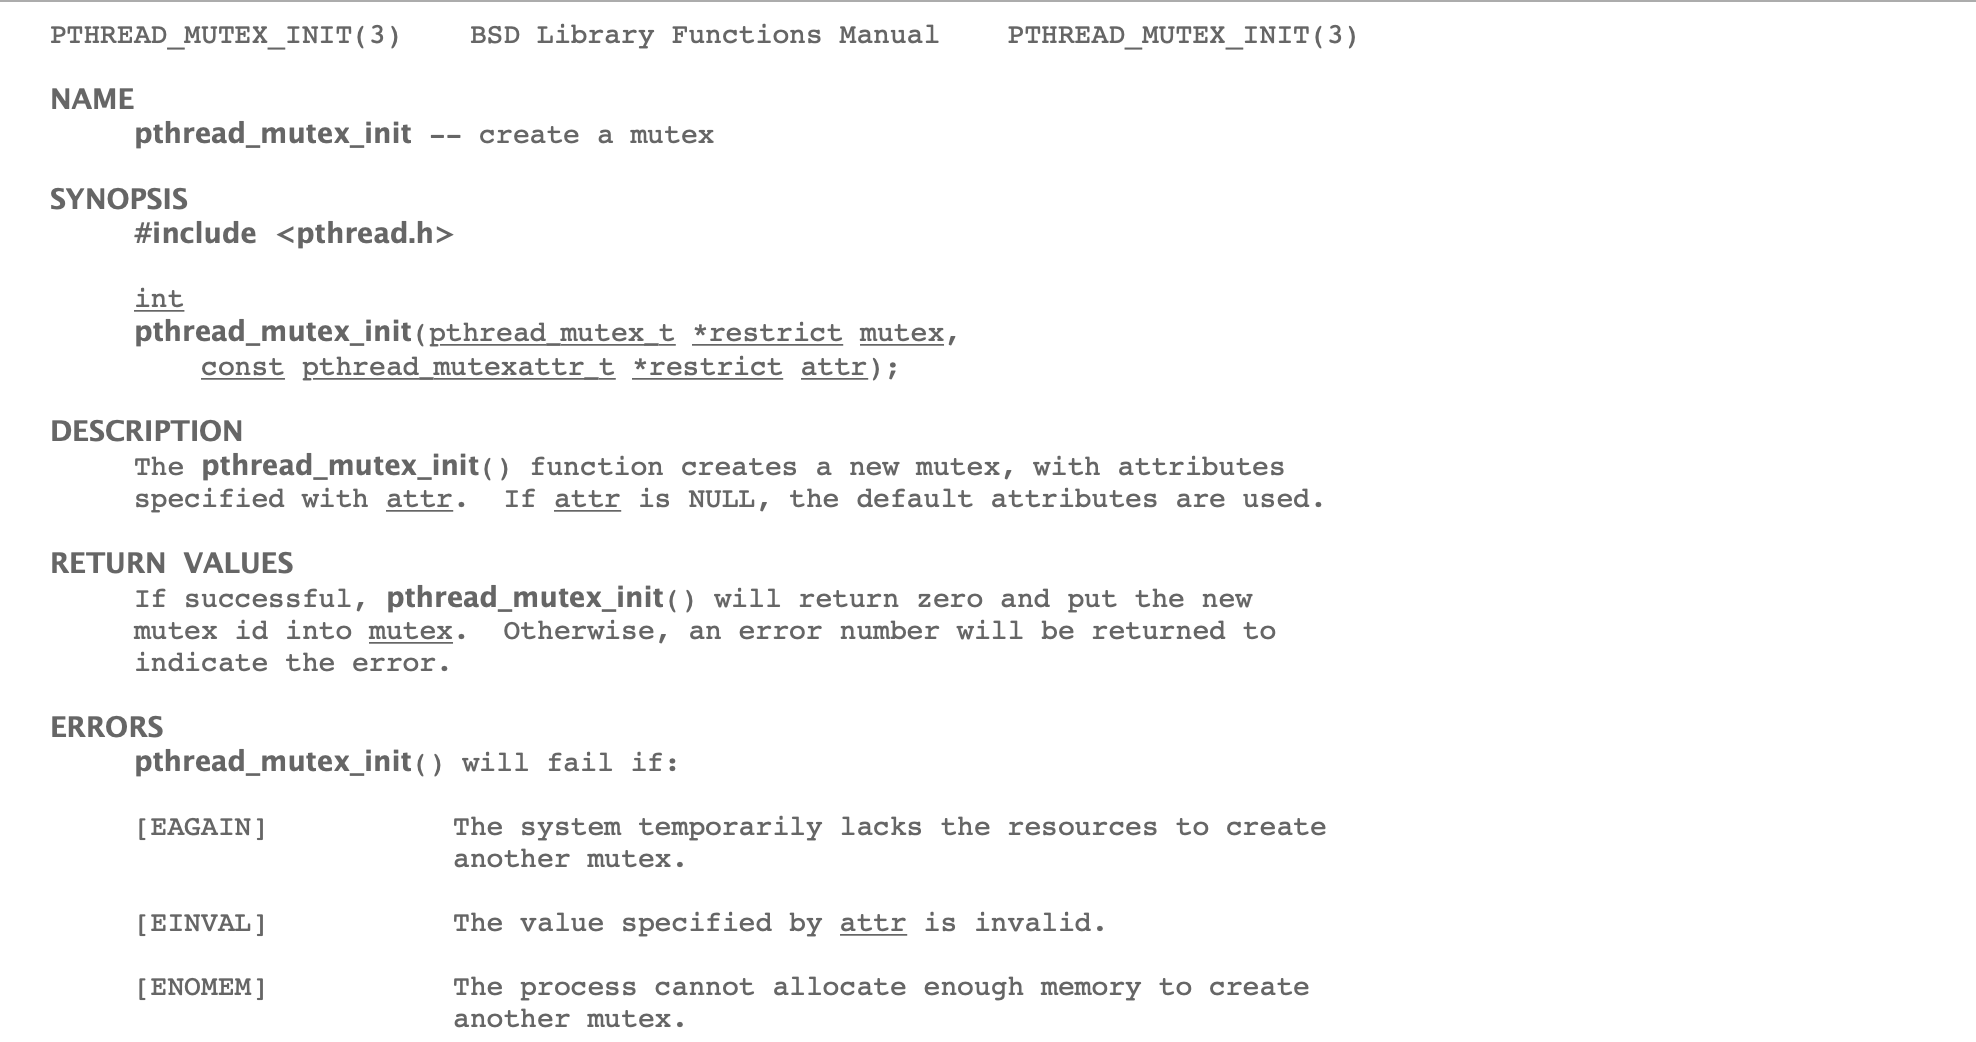 PTHREAD_MUTEX_INIT(3)    BSD Library Functions Manual    PTHREAD_MUTEX_INIT(3)
NAME
pthread_mutex_init -- create a mutex
SYNOPSIS
#include <pthread.h>
int
pthread_mutex_init(pthread_mutex_t *restrict mutex,
const pthread_mutexattr_t *restrict attr);
DESCRIPTION
The pthread_mutex_init() function creates a new mutex, with attributes
specified with attr.  If attr is NULL, the default attributes are used.
RETURN VALUES
If successful, pthread_mutex_init() will return zero and put the new
mutex id into mutex.  Otherwise, an error number will be returned to
indicate the error.
ERRORS
pthread_mutex_init() will fail if:
[EAGAIN]           The system temporarily lacks the resources to create
another mutex.
[EINVAL]           The value specified by attr is invalid.
[ENOMEM]           The process cannot allocate enough memory to create
another mutex.